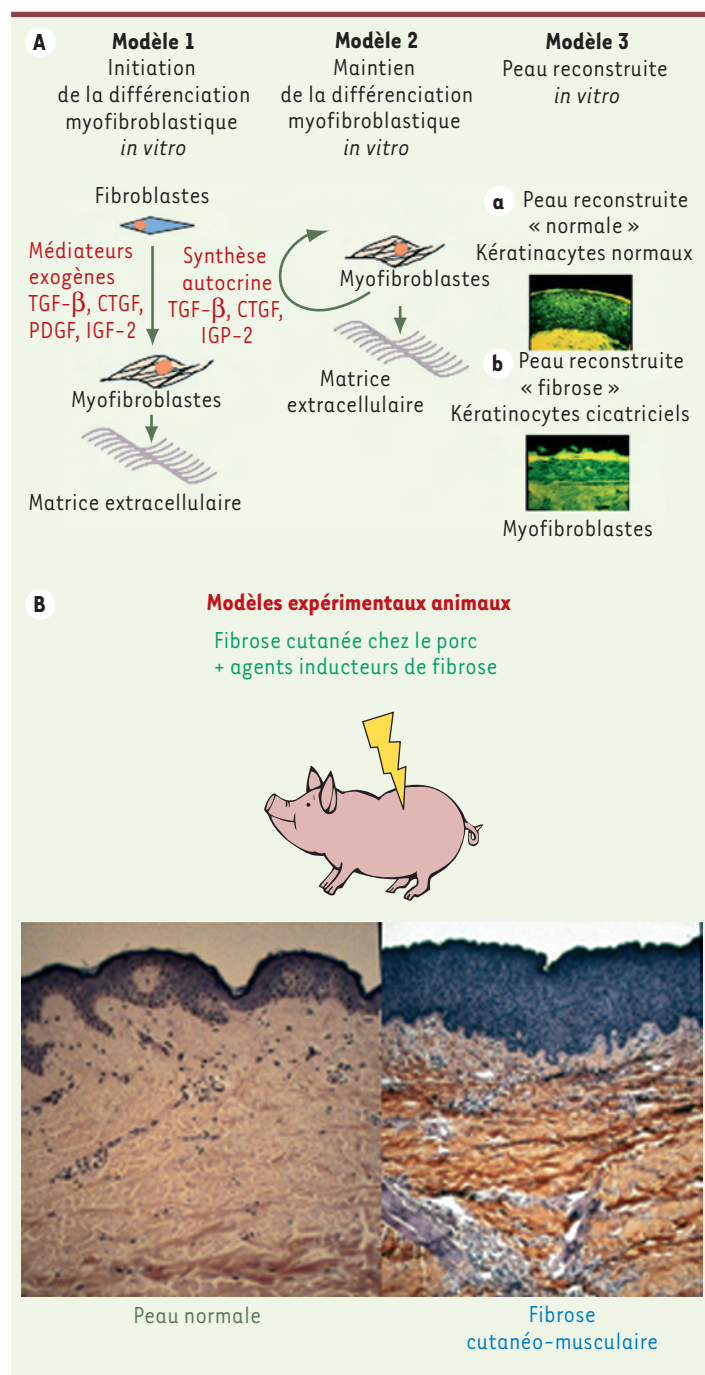 A
Modèle 1
Initiation
de la différenciation
myofibroblastique
in vitro
Modèle 2
Maintien
de la différenciation
myofibroblastique
in vitro
Modèle 3
Peau reconstruite
in vitro
Fibroblastes
Médiateurs
exogènes
TGF-β, CTGF,
PDGF, IGF-2
Myofibroblastes
Matrice extracellulaire
Synthèse
autocrine
TGF-β, CTGF,
IGP-2
Myofibroblastes
Matrice
extracellulaire
a Peau reconstruite
« normale »
Kératinacytes normaux
b Peau reconstruite
« fibrose »
Kératinocytes cicatriciels
Myofibroblastes
B
Modèles expérimentaux animaux
Fibrose cutanée chez le porc
+ agents inducteurs de fibrose
Peau normale
Fibrose
cutanéo-musculaire